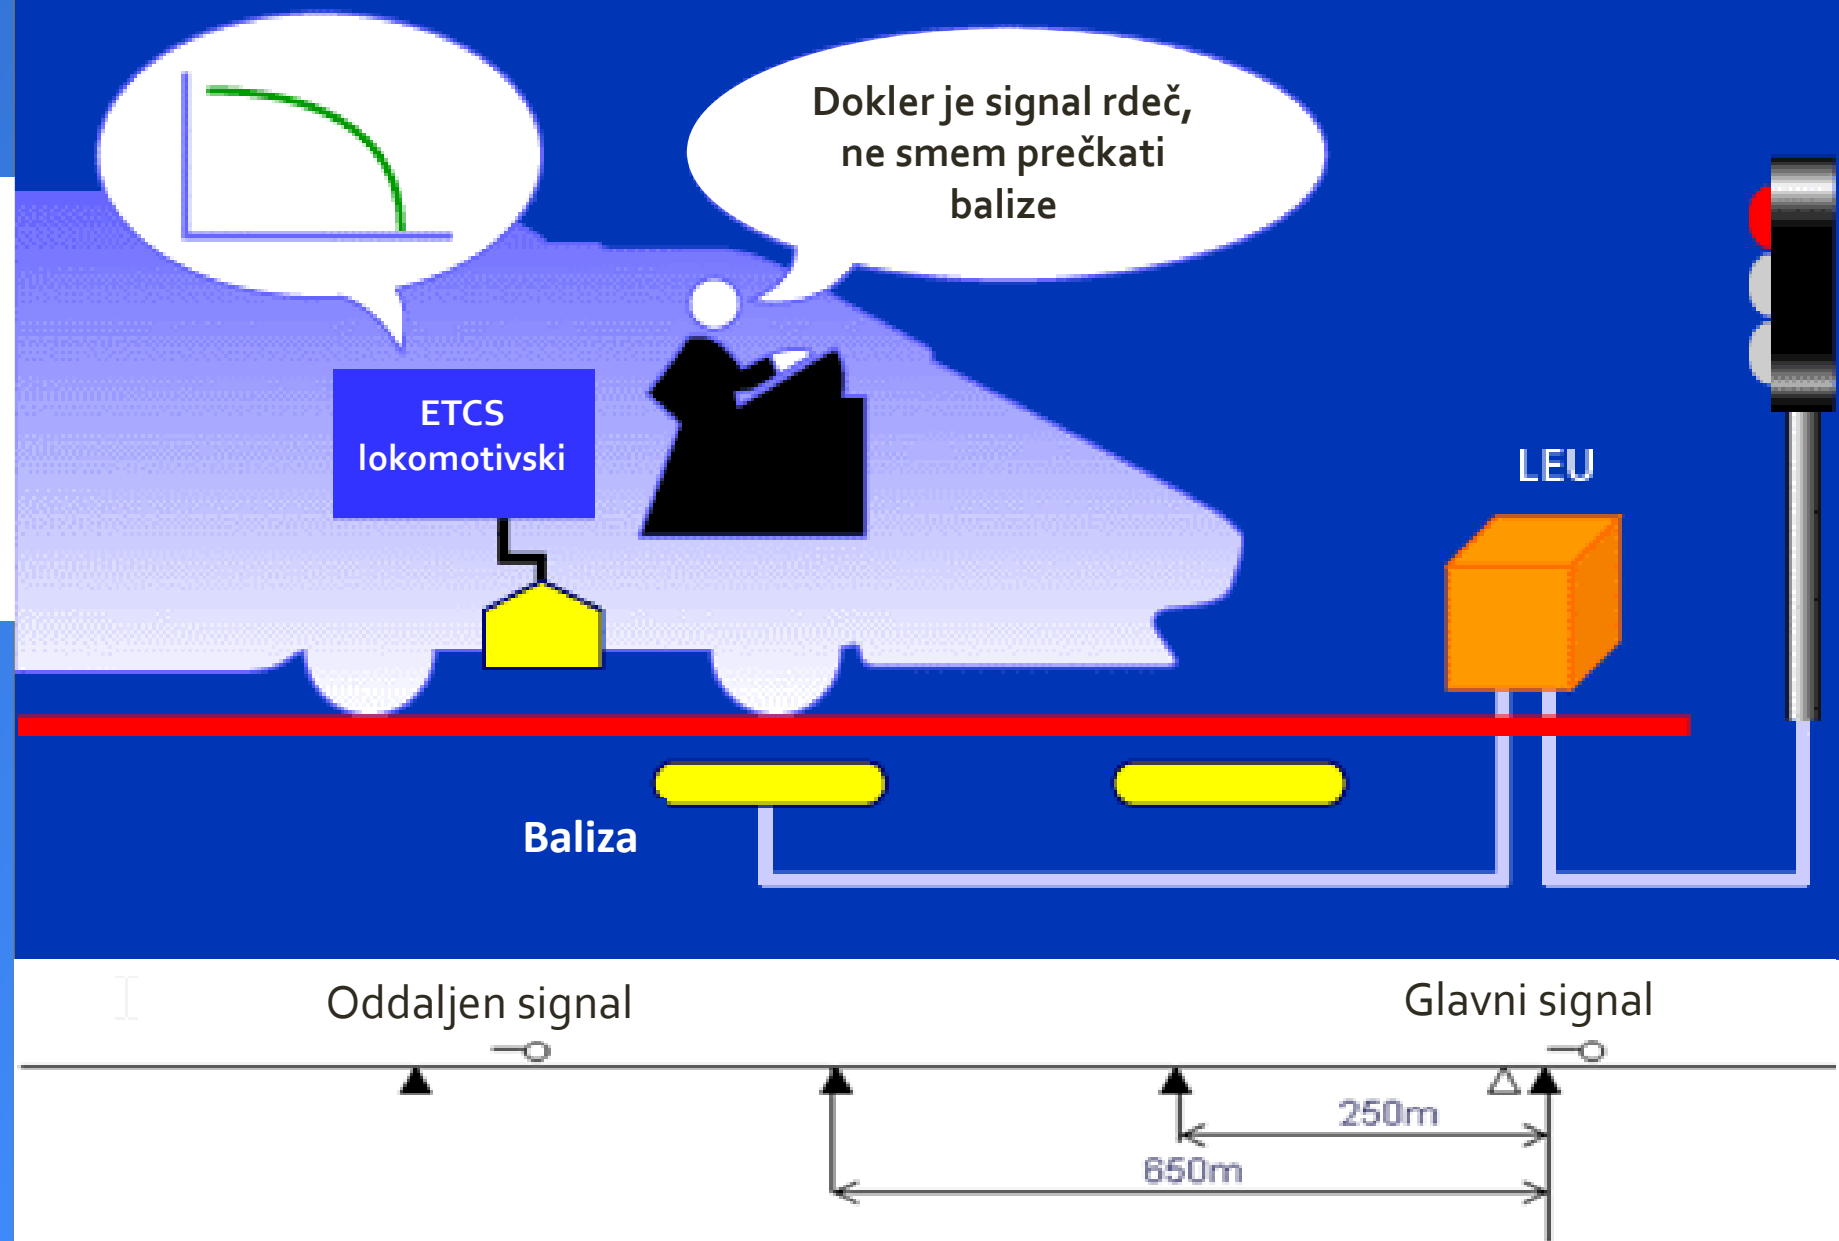 Dokler je signal rdeč,
ne smem prečkati
balize
ETCS
lokomotivski
LEU
Baliza
Oddaljen signal
Glavni signal
250m
650m